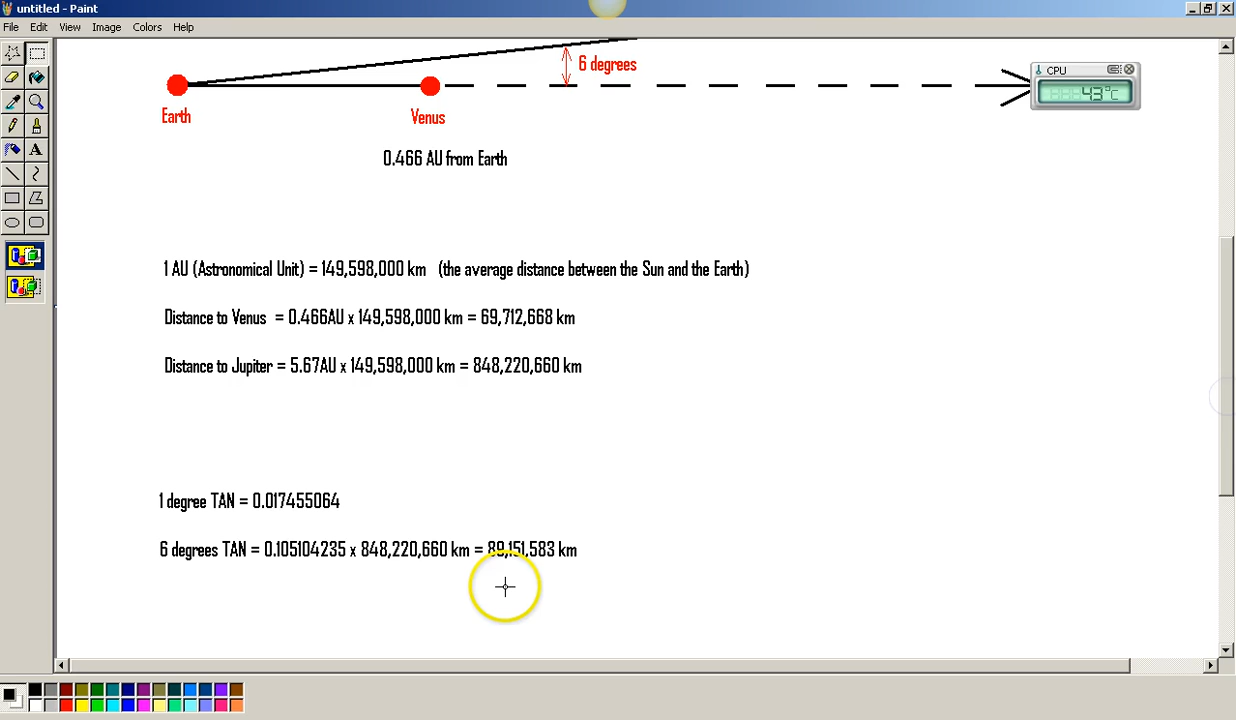 untitled - Paint
File Edit View Image Colors Help
6 degrees
CPU
43°C
Earth
Venus
0.466 AU from Earth
1 AU (Astronomical Unit) = 149,598,000 km (the average distance between the Sun and the Earth)
Distance to Venus = 0.466AU x 149,598,000 km = 69,712,668 km
Distance to Jupiter = 5.67AU x 149,598,000 km = 848,220,660 km
1 degree TAN = 0.017455064
6 degrees TAN = 0.105104235 x 848,220,660 km = 89,151,583 km
A